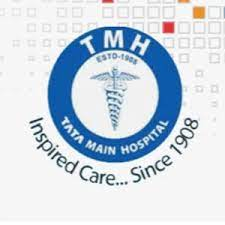 TMH
ESTD-1908
TATA MAIN HOSPITAL
Inspired Care... Since 1908